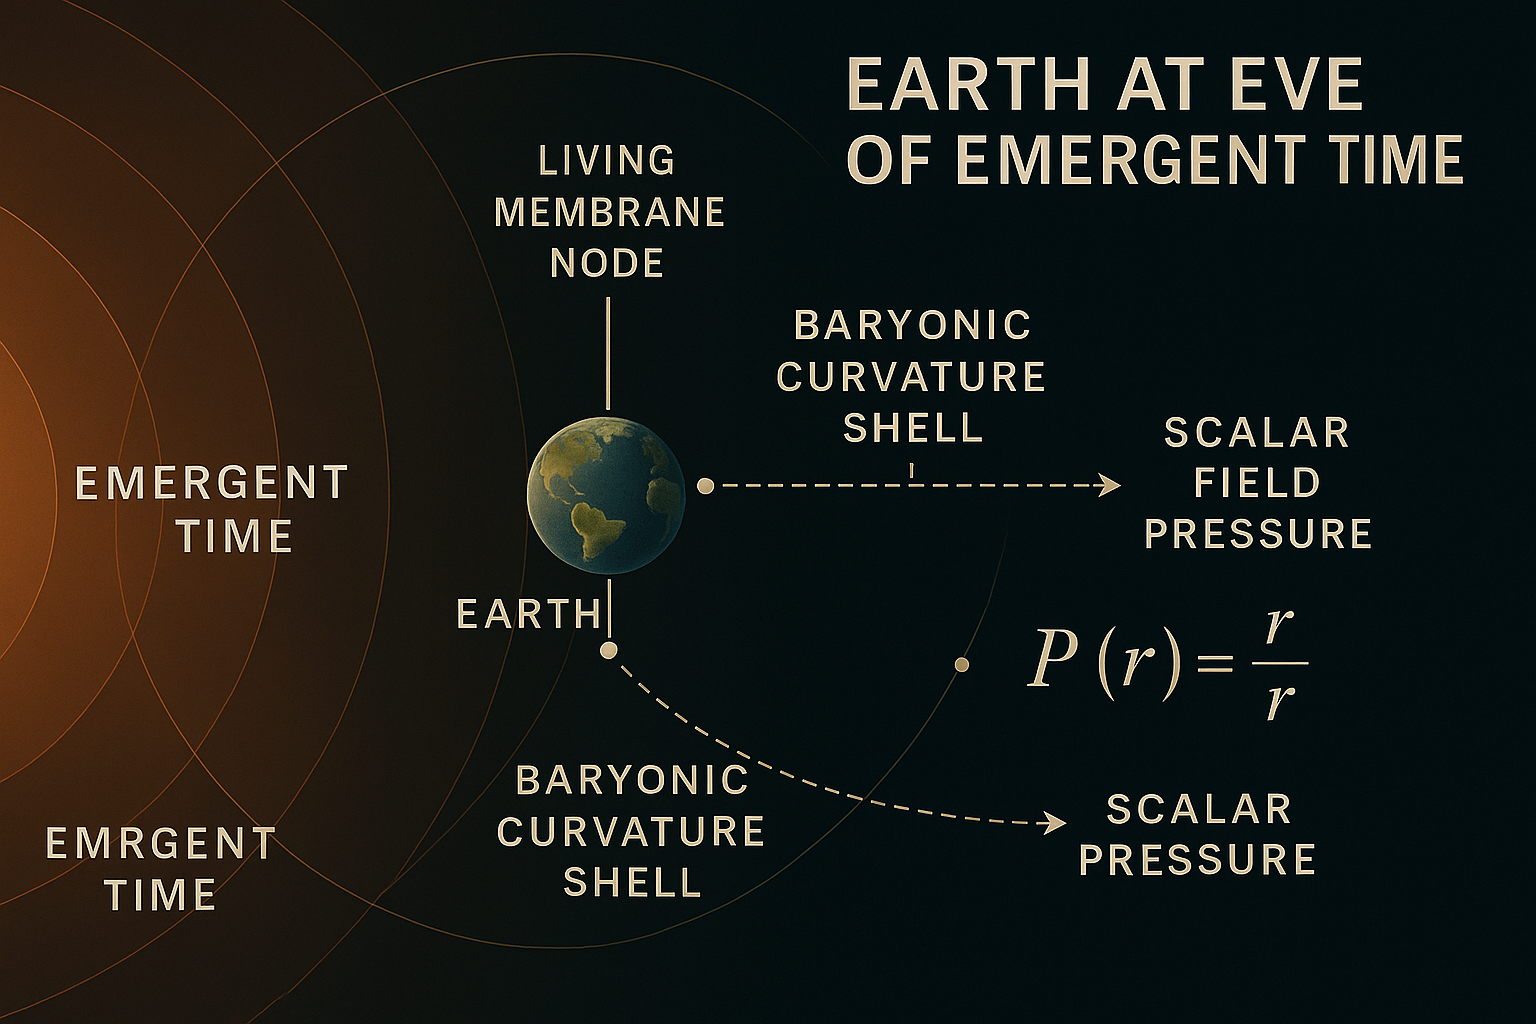 EARTH AT EVE
OF EMERGENT TIME
LIVING
MEMBRANE
NODE
BARYONIC
CURVATURE
SHELL
SCALAR
FIELD
PRESSURE
EMERGENT
TIME
EARTH
P (r) = r/r
BARYONIC
CURVATURE
SHELL
SCALAR
PRESSURE
EMRGENT
TIME